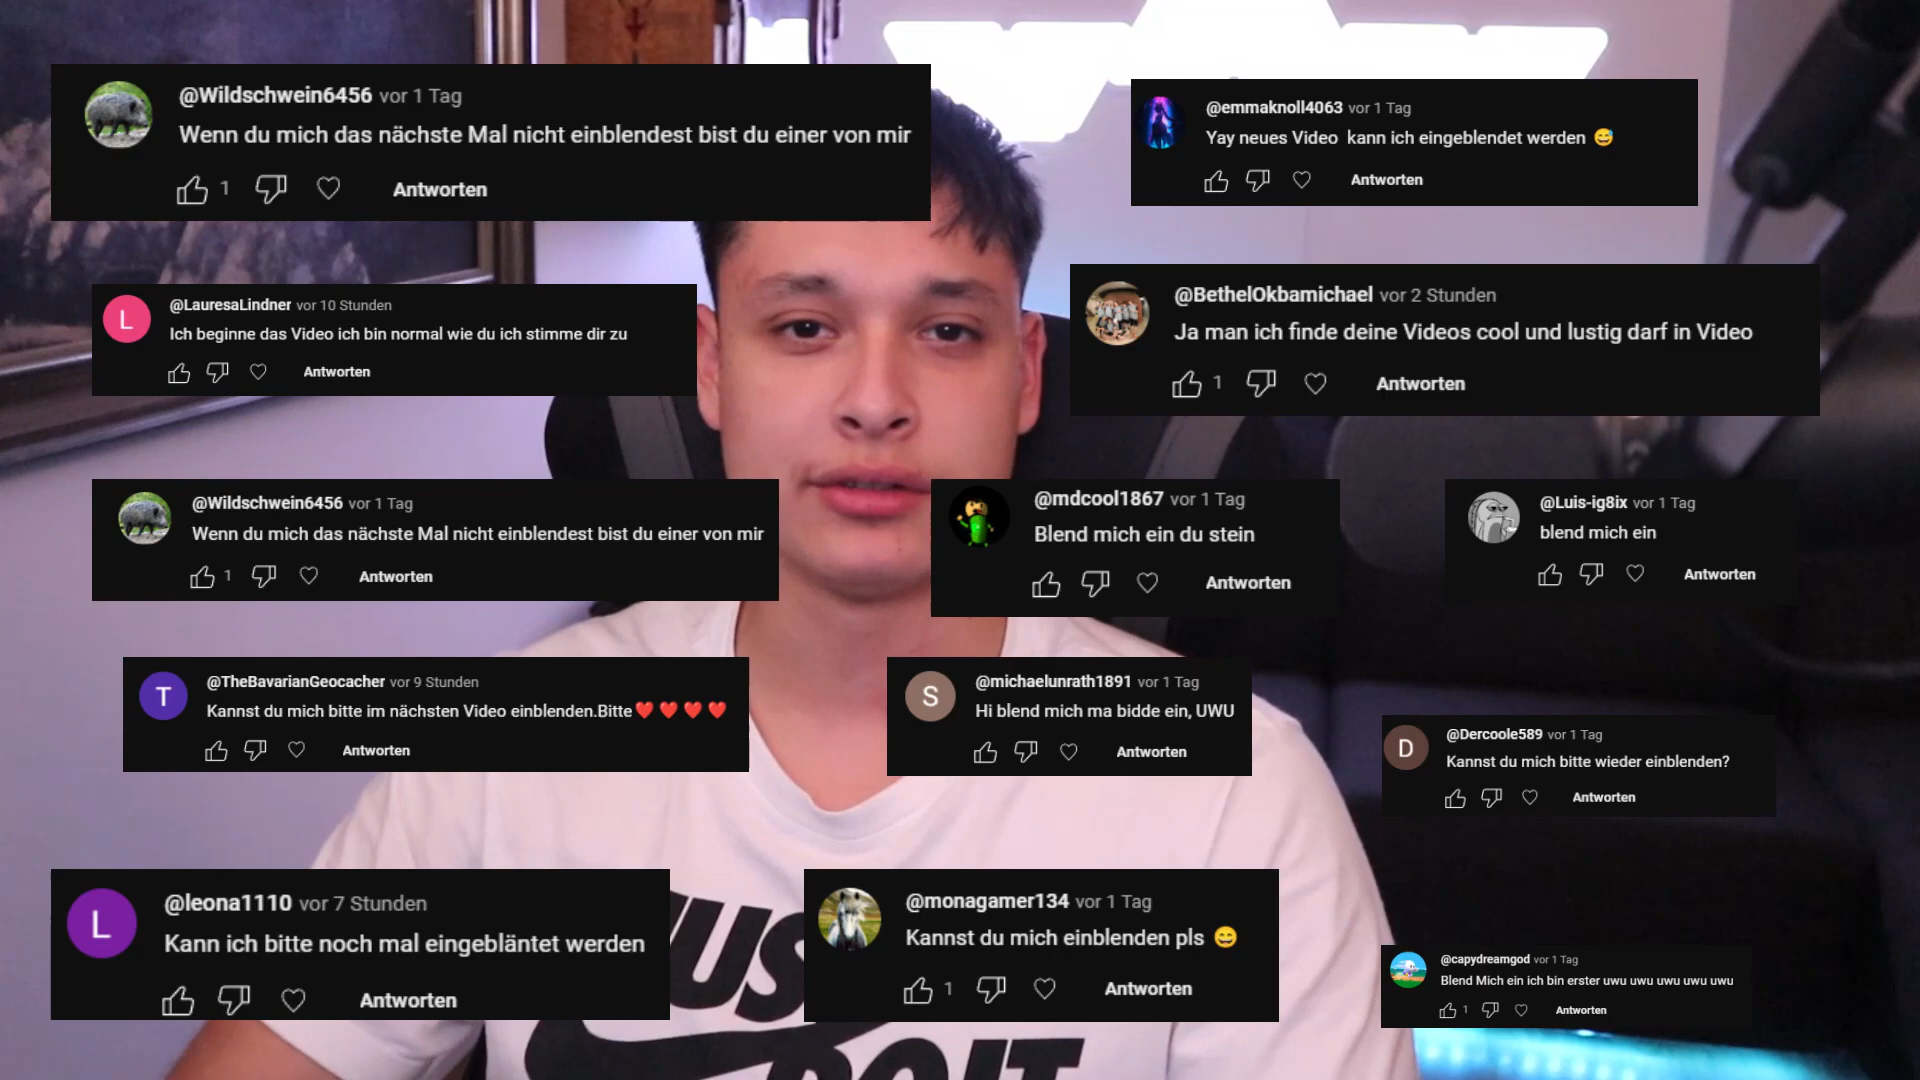 @Wildschwein6456 vor 1 Tag
Wenn du mich das nächste Mal nicht einblendest bist du einer von mir
1 Antworten
@emmaknoll4063 vor 1 Tag
Yay neues Video kann ich eingeblendet werden 😅
Antworten
L
@LauresaLindner vor 10 Stunden
Ich beginne das Video ich bin normal wie du ich stimme dir zu
Antworten
@BethelOkbamichael vor 2 Stunden
Ja man ich finde deine Videos cool und lustig darf in Video
1 Antworten
@Wildschwein6456 vor 1 Tag
Wenn du mich das nächste Mal nicht einblendest bist du einer von mir
1 Antworten
@mdcool1867 vor 1 Tag
Blend mich ein du stein
Antworten
@Luis-ig8ix vor 1 Tag
blend mich ein
Antworten
T
@TheBavarianGeocacher vor 9 Stunden
Kannst du mich bitte im nächsten Video einblenden.Bitte❤️❤️❤️❤️
Antworten
S
@michaelunrath1891 vor 1 Tag
Hi blend mich ma bidde ein, UWU
Antworten
D
@Dercoole589 vor 1 Tag
Kannst du mich bitte wieder einblenden?
Antworten
L
@leona1110 vor 7 Stunden
Kann ich bitte noch mal eingebläntet werden
Antworten
@monagamer134 vor 1 Tag
Kannst du mich einblenden pls 😄
1 Antworten
@capydreamgod vor 1 Tag
Blend Mich ein ich bin erster uwu uwu uwu uwu uwu
1 Antworten
US
DO IT